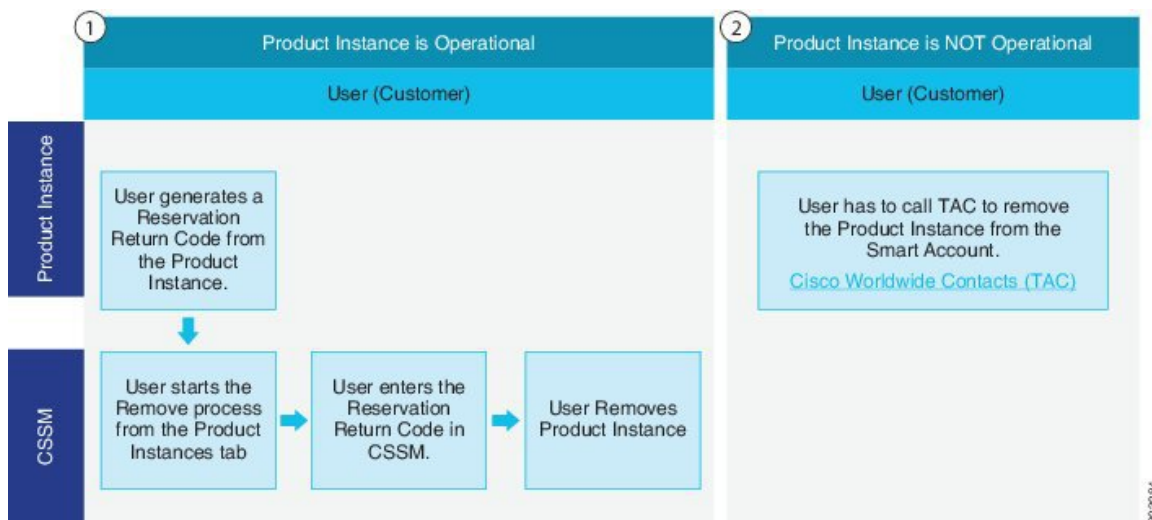 1
Product Instance is Operational
User (Customer)
2
Product Instance is NOT Operational
User (Customer)
Product Instance
User generates a
Reservation
Return Code from
the Product
Instance.
User has to call TAC to remove
the Product Instance from the
Smart Account.
Cisco Worldwide Contacts (TAC)
CSSM
User starts the
Remove process
from the Product
Instances tab
User enters the
Reservation
Return Code in
CSSM.
User Removes
Product Instance